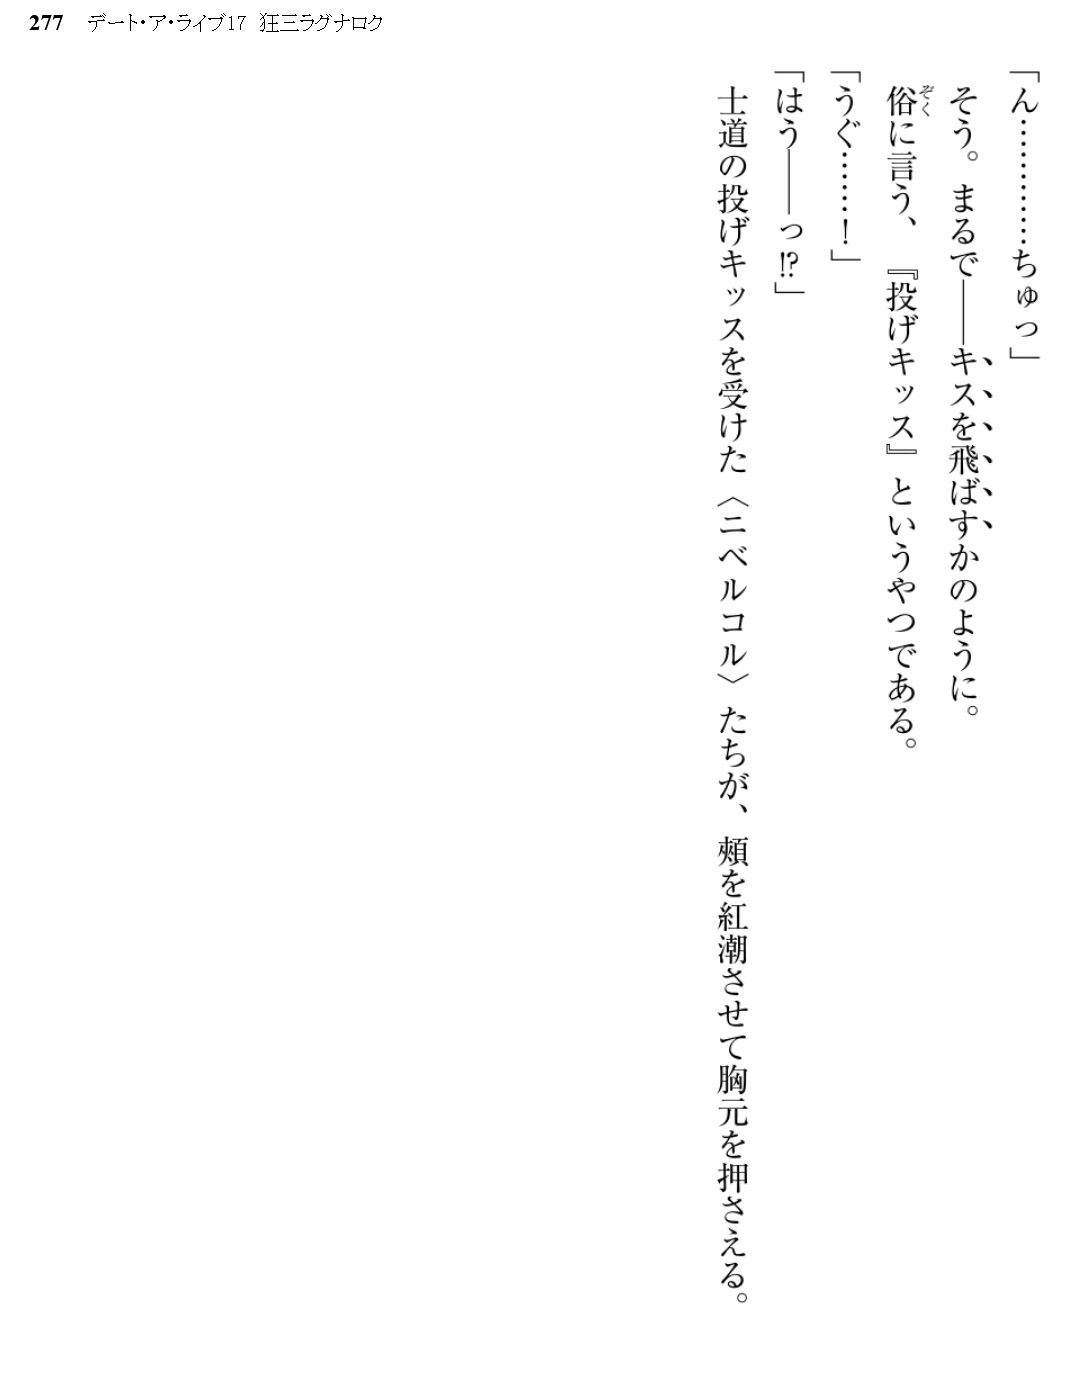 277 デート・ア・ライブ17 狂三ラグナロク
「ん…………ちゅっ」
そう。まるで――キスを飛ばすかのように。
俗に言う、『投げキッス』というやつである。
ぞく
「うぐ……！」
「はう――っ!?」
士道の投げキッスを受けた〈ニベルコル〉たちが、頬を紅潮させて胸元を押さえる。